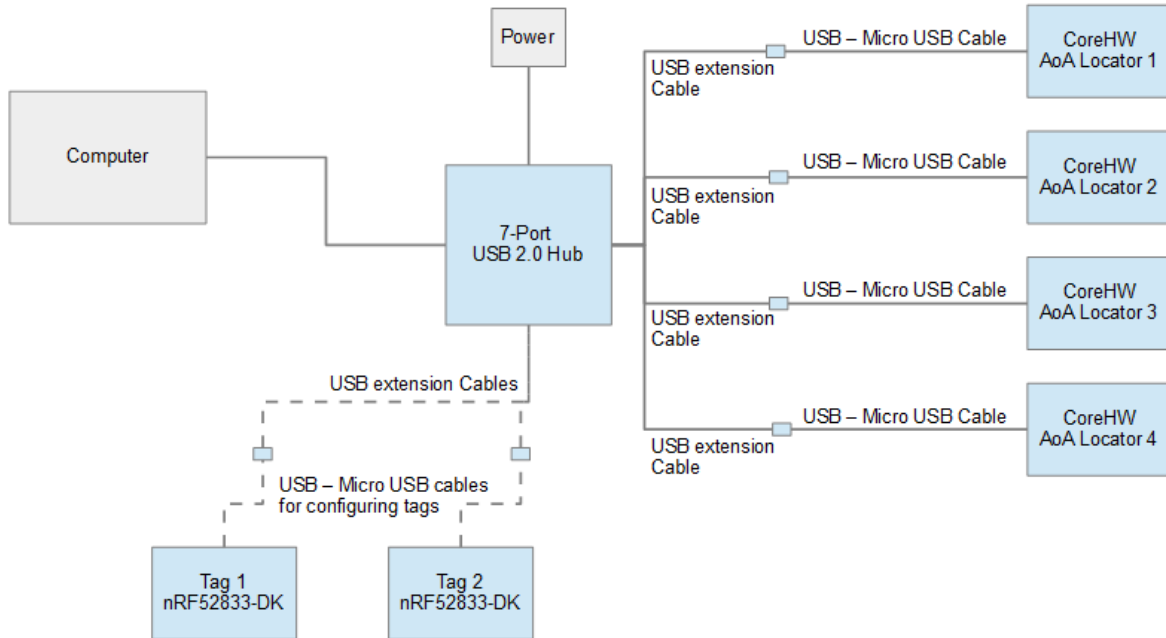 Power
Computer
7-Port
USB 2.0 Hub
USB – Micro USB Cable
USB extension
Cable
CoreHW
AoA Locator 1
USB – Micro USB Cable
USB extension
Cable
CoreHW
AoA Locator 2
USB – Micro USB Cable
USB extension
Cable
CoreHW
AoA Locator 3
USB – Micro USB Cable
USB extension
Cable
CoreHW
AoA Locator 4
USB extension Cables
USB – Micro USB cables
for configuring tags
Tag 1
nRF52833-DK
Tag 2
nRF52833-DK